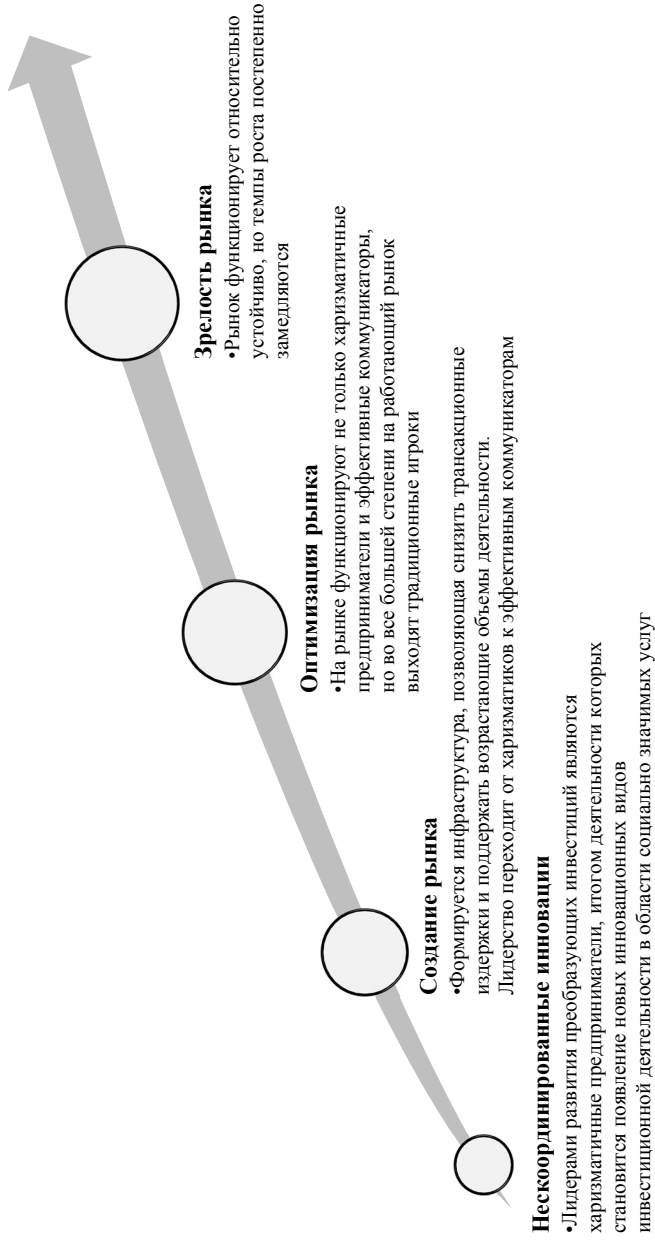 Нескоординированные инновации
•Лидерами развития преобразующих инвестиций являются
харизматичные предприниматели, итогом деятельности которых
становится появление новых инновационных видов
инвестиционной деятельности в области социально значимых услуг
Создание рынка
•Формируется инфраструктура, позволяющая снизить трансакционные
издержки и поддержать возрастающие объемы деятельности.
Лидерство переходит от харизматиков к эффективным коммуникаторам
Оптимизация рынка
•На рынке функционируют не только харизматичные
предприниматели и эффективные коммуникаторы,
но во все большей степени на работающий рынок
выходят традиционные игроки
Зрелость рынка
•Рынок функционирует относительно
устойчиво, но темпы роста постепенно
замедляются